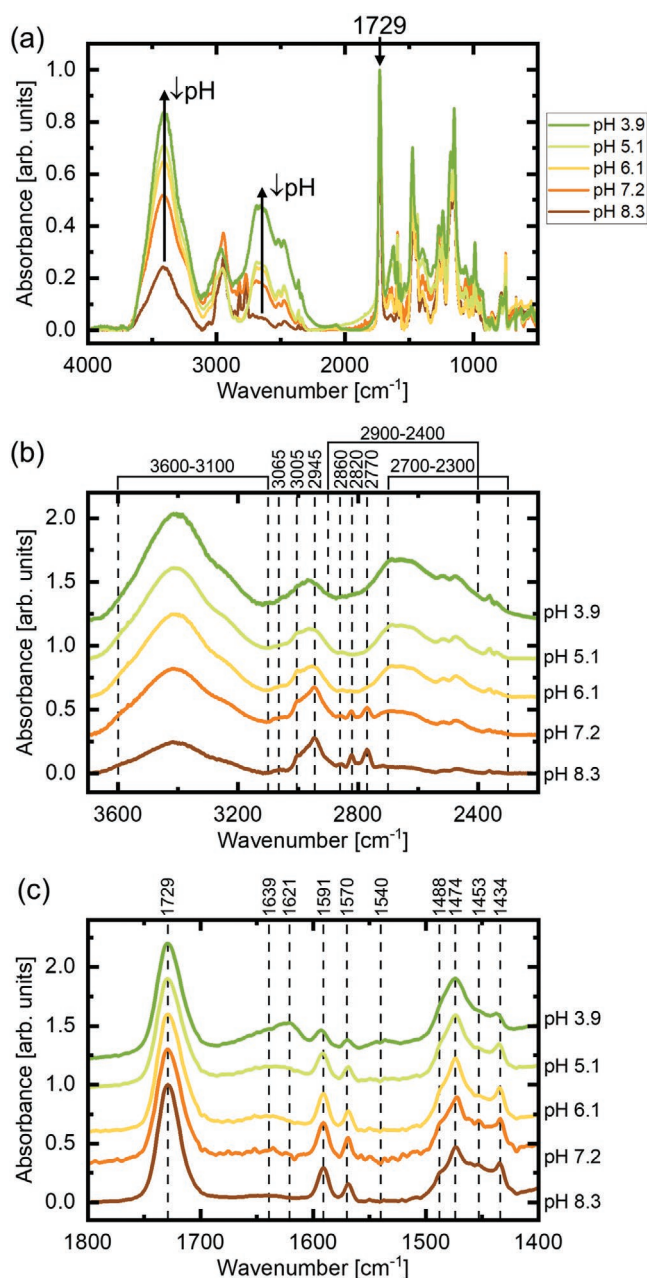 (a)
1729
↓pH
↓pH
pH 3.9
pH 5.1
pH 6.1
pH 7.2
pH 8.3
Absorbance [arb. units]
1.0
0.8
0.6
0.4
0.2
0.0
4000 3000 2000 1000
Wavenumber [cm⁻¹]
(b)
2900-2400
3600-3100
3065
3005
2945
2860
2820
2770
2700-2300
Absorbance [arb. units]
2.0
1.5
1.0
0.5
0.0
pH 3.9
pH 5.1
pH 6.1
pH 7.2
pH 8.3
3600 3200 2800 2400
Wavenumber [cm⁻¹]
(c)
1729
1639
1621
1591
1570
1540
1488
1474
1453
1434
Absorbance [arb. units]
2.0
1.5
1.0
0.5
0.0
pH 3.9
pH 5.1
pH 6.1
pH 7.2
pH 8.3
1800 1700 1600 1500 1400
Wavenumber [cm⁻¹]